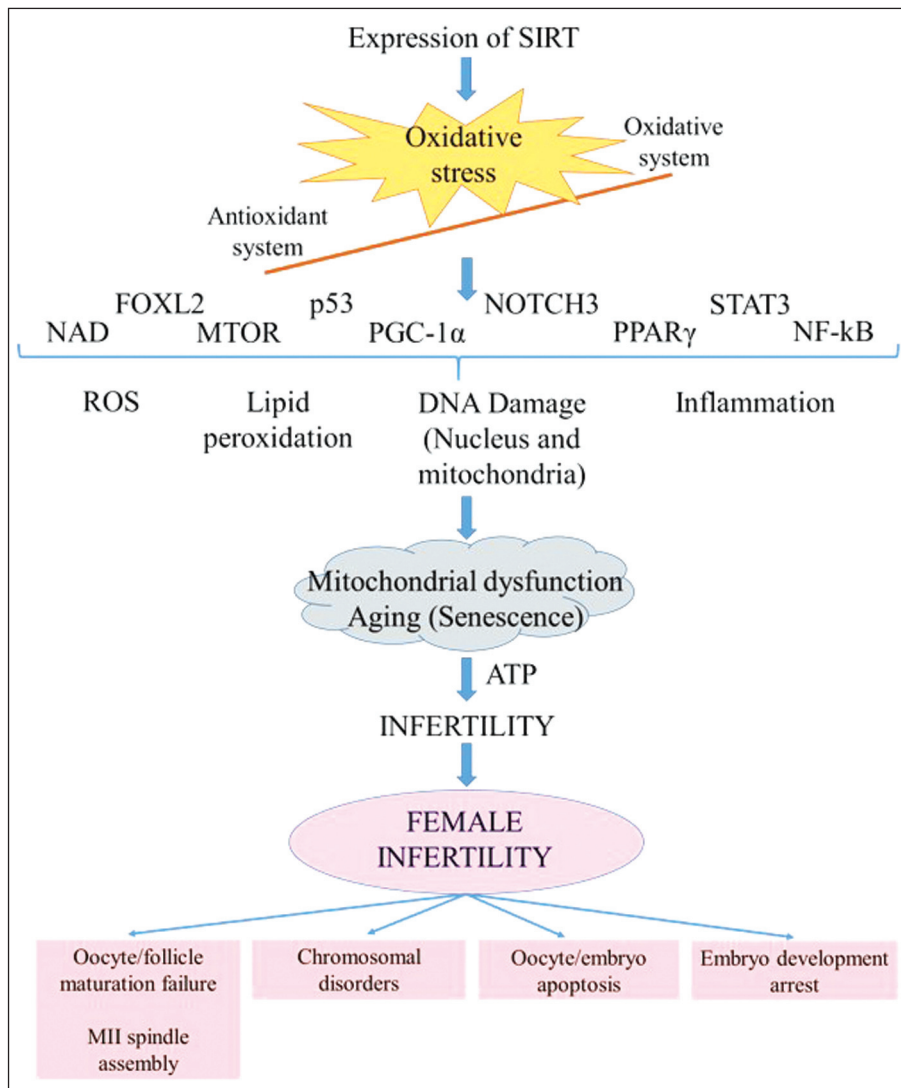 Expression of SIRT
Oxidative
stress
Oxidative
system
Antioxidant
system
FOXL2 p53 NOTCH3 STAT3
NAD MTOR PGC-1α PPARγ NF-kB
ROS
Lipid
peroxidation
DNA Damage
(Nucleus and
mitochondria)
Inflammation
Mitochondrial dysfunction
Aging (Senescence)
ATP
INFERTILITY
FEMALE
INFERTILITY
Oocyte/follicle
maturation failure
MII spindle
assembly
Chromosomal
disorders
Oocyte/embryo
apoptosis
Embryo development
arrest